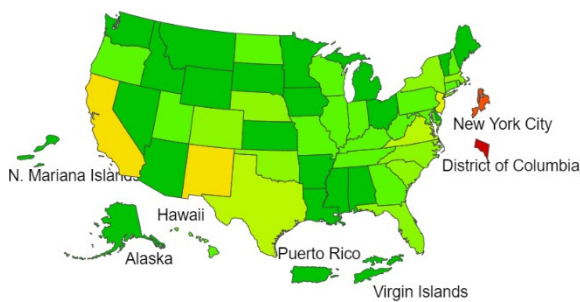 New York City
District of Columbia
N. Mariana Islands
Hawaii
Alaska
Puerto Rico
Virgin Islands